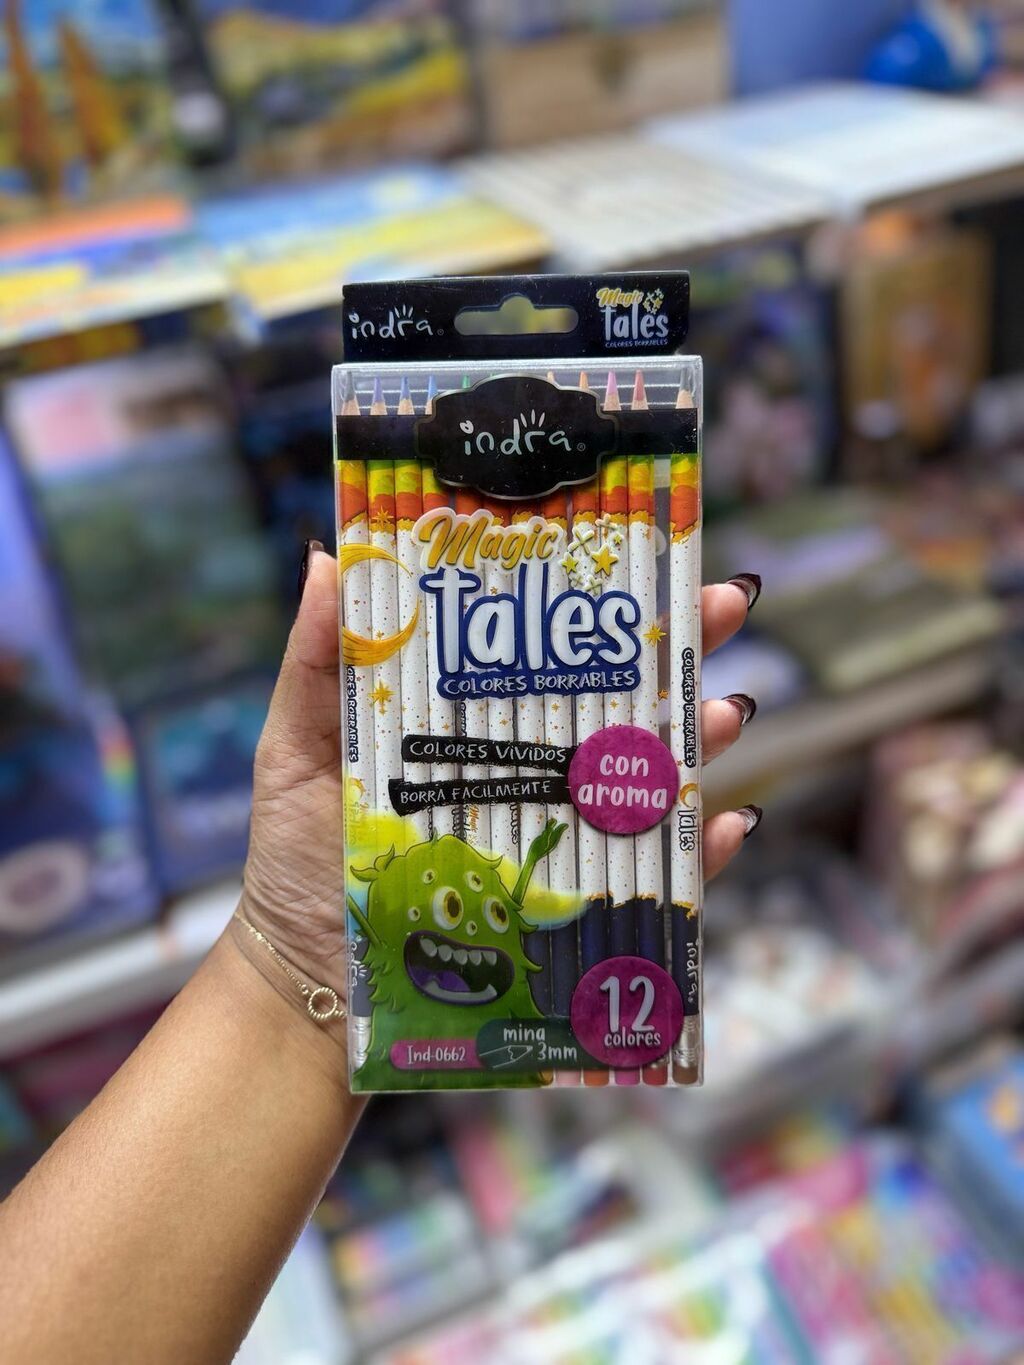 indra®
Magic
tales
COLORES BORRABLES
indra®
Magic
tales
COLORES BORRABLES
COLORES VIVIDOS
BORRA FACILMENTE
con
aroma
COLORES BORRABLES
Tales
indra®
12
colores
mina
3mm
Ind-0662